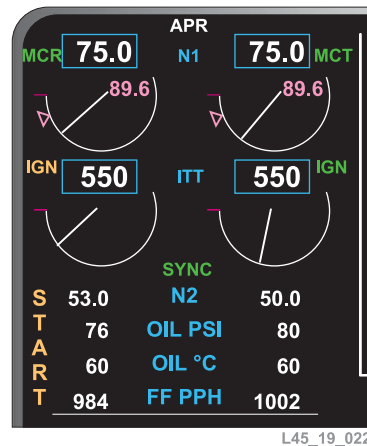 APR
MCR 75.0 N1 75.0 MCT
89.6 89.6
IGN 550 ITT 550 IGN
SYNC
START
53.0 N2 50.0
76 OIL PSI 80
60 OIL °C 60
984 FF PPH 1002
L45_19_022